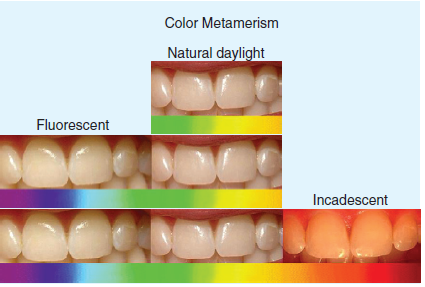 Color Metamerism
Natural daylight
Fluorescent
Incadescent